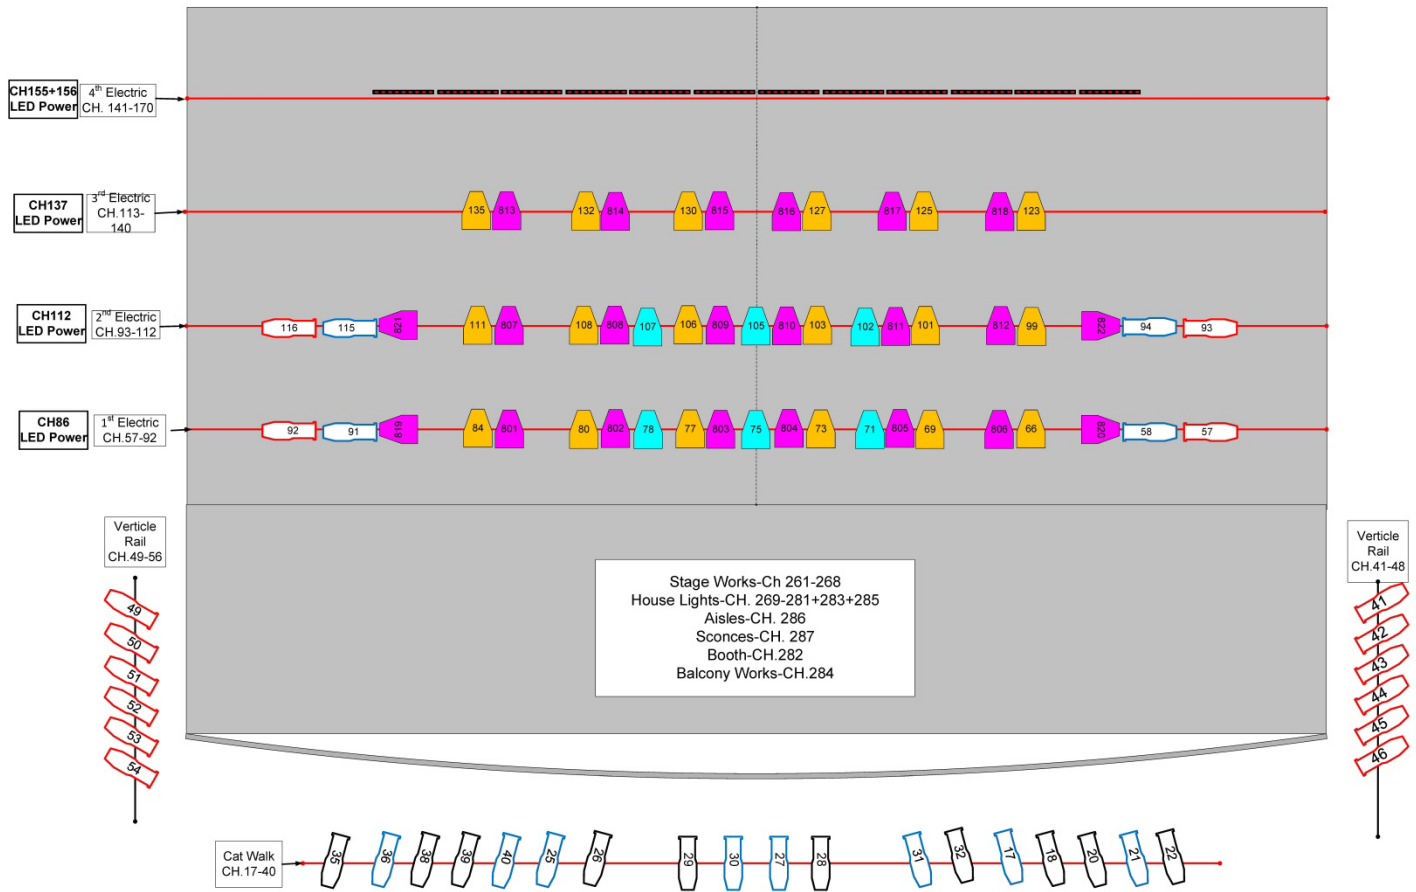 CH155+156
LED Power
4th Electric
CH. 141-170
CH137
LED Power
3rd Electric
CH.113-
140
135 813 132 814 130 815 816 127 817 125 818 123
CH112
LED Power
2nd Electric
CH.93-112
116 115 821 111 807 108 808 107 106 809 105 810 103 102 811 101 812 99 822 94 93
CH86
LED Power
1st Electric
CH.57-92
92 91 819 84 801 80 802 78 77 803 75 804 73 71 805 69 806 66 820 58 57
Verticle
Rail
CH.49-56
49
50
51
52
53
54
Stage Works-Ch 261-268
House Lights-CH. 269-281+283+285
Aisles-CH. 286
Sconces-CH. 287
Booth-CH.282
Balcony Works-CH.284
Verticle
Rail
CH.41-48
41
42
43
44
45
46
Cat Walk
CH.17-40
35 36 38 39 40 25 26 29 30 27 28 31 32 17 18 20 21 22